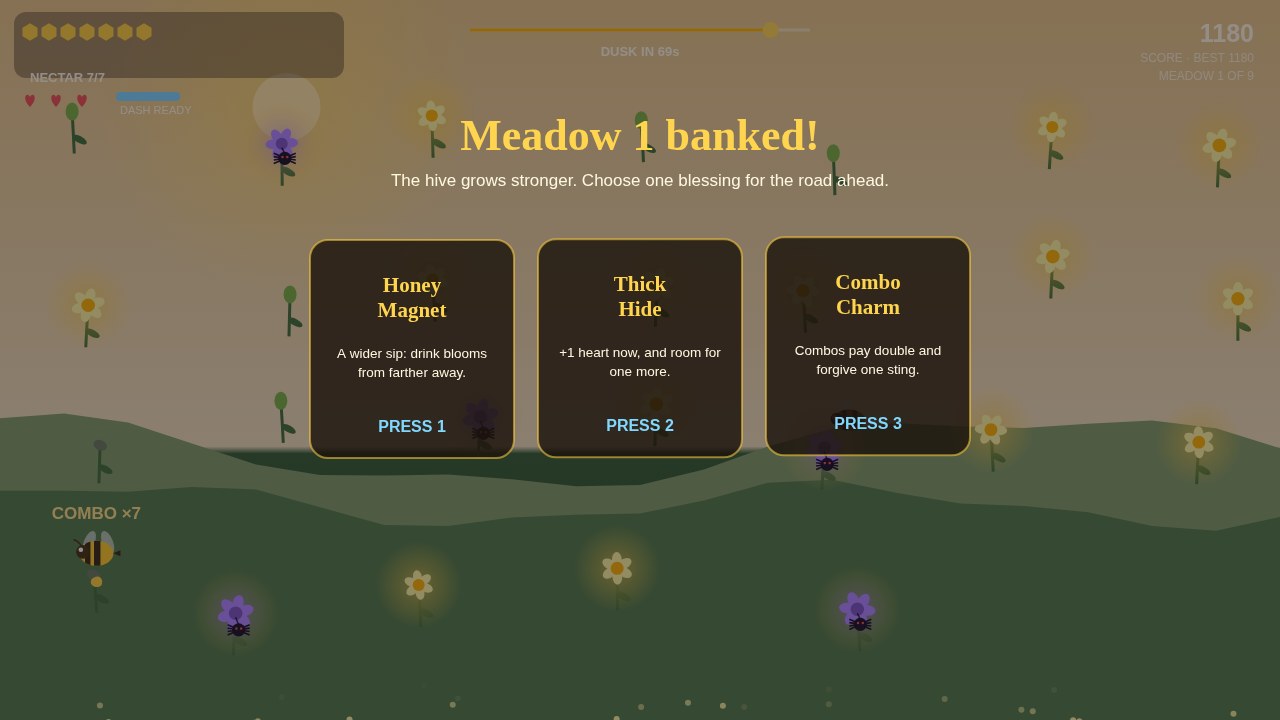 NECTAR 7/7
DASH READY
DUSK IN 69s
1180
SCORE · BEST 1180
MEADOW 1 OF 9
Meadow 1 banked!
The hive grows stronger. Choose one blessing for the road ahead.
Honey
Magnet
A wider sip: drink blooms
from farther away.
PRESS 1
Thick
Hide
+1 heart now, and room for
one more.
PRESS 2
Combo
Charm
Combos pay double and
forgive one sting.
PRESS 3
COMBO ×7